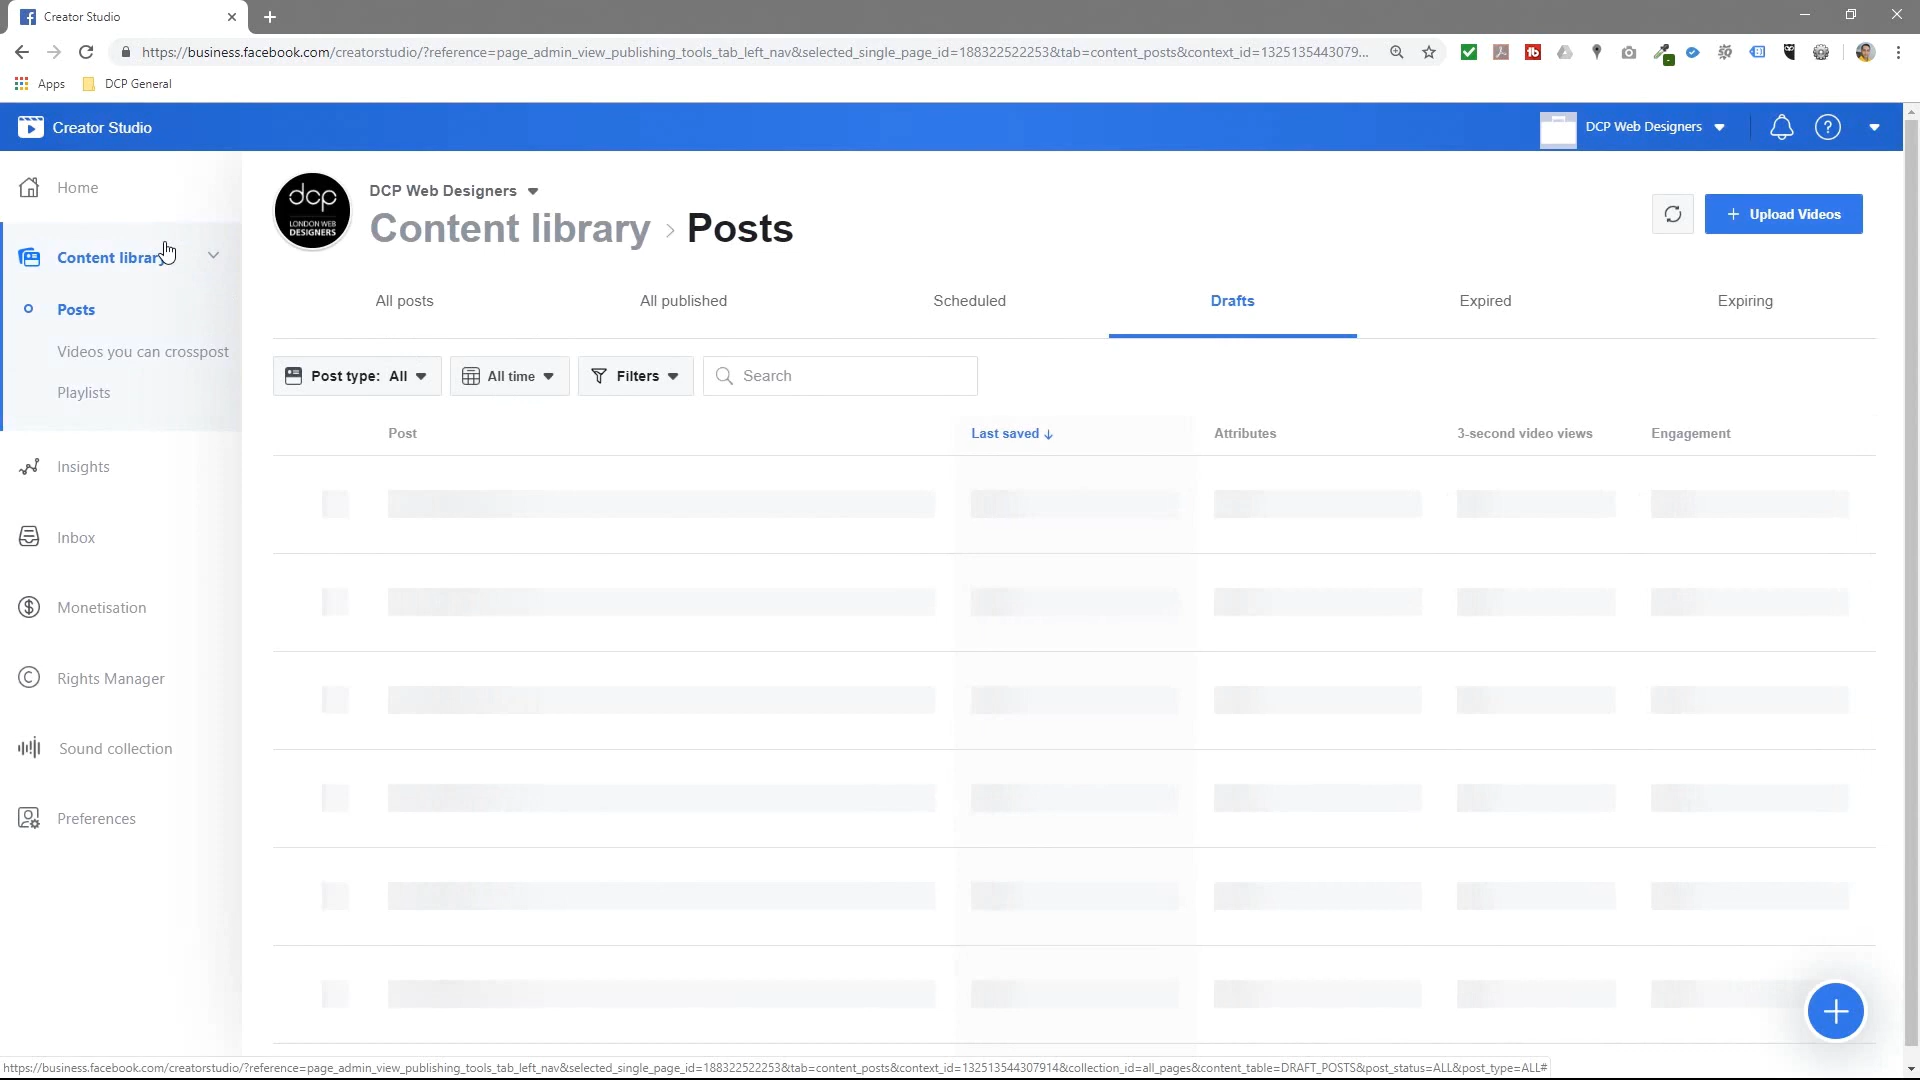 Creator Studio
https://business.facebook.com/creatorstudio/?reference=page_admin_view_publishing_tools_tab_left_nav&selected_single_page_id=188322522253&tab=content_posts&context_id=1325135443079...
Apps
DCP General
Creator Studio
DCP Web Designers
Home
Content library
Posts
Videos you can crosspost
Playlists
Insights
Inbox
Monetisation
Rights Manager
Sound collection
Preferences
dcp
LONDON WEB
DESIGNERS
DCP Web Designers
Content library > Posts
+ Upload Videos
All posts
All published
Scheduled
Drafts
Expired
Expiring
Post type: All
All time
Filters
Search
Post
Last saved ↓
Attributes
3-second video views
Engagement
https://business.facebook.com/creatorstudio/?reference=page_admin_view_publishing_tools_tab_left_nav&selected_single_page_id=188322522253&tab=content_posts&context_id=1325135443079144&collection_id=all_pages&content_table=DRAFT_POSTS&post_status=ALL&post_type=ALL#